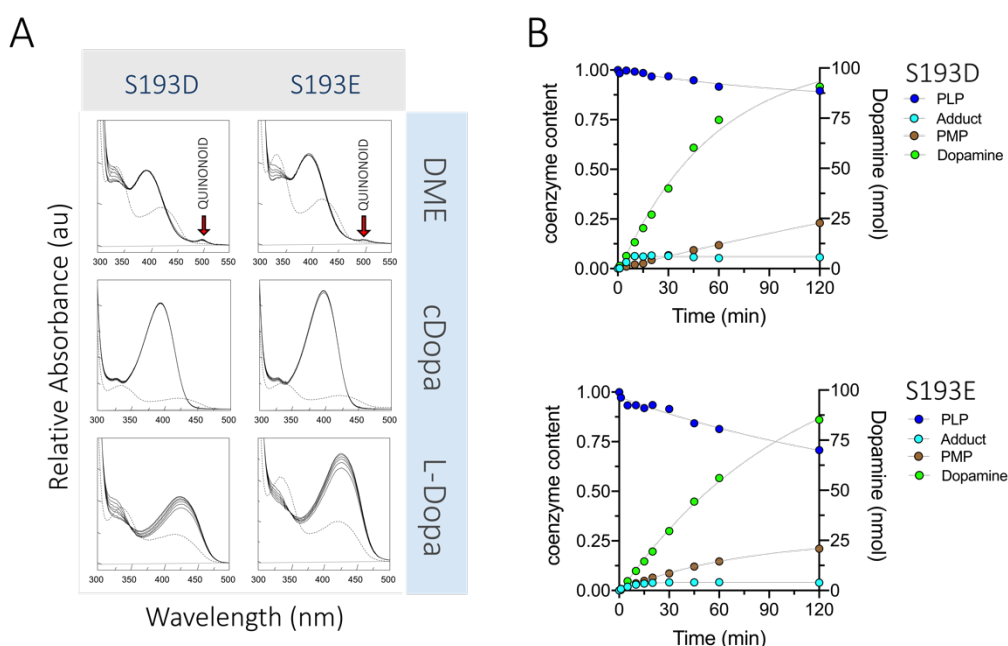 A
S193D S193E
QUINONOID QUINONOID
DME
300 350 400 450 500 550 300 350 400 450 500 550
cDopa
300 350 400 450 500 300 350 400 450 500
L-Dopa
300 350 400 450 500 300 350 400 450 500
Relative Absorbance (au)
Wavelength (nm)
B
S193D
PLP
Adduct
PMP
Dopamine
coenzyme content
1.00
0.75
0.50
0.25
0.00
Dopamine (nmol)
100
75
50
25
0
0 30 60 90 120
Time (min)
S193E
PLP
Adduct
PMP
Dopamine
coenzyme content
1.00
0.75
0.50
0.25
0.00
Dopamine (nmol)
100
75
50
25
0
0 30 60 90 120
Time (min)